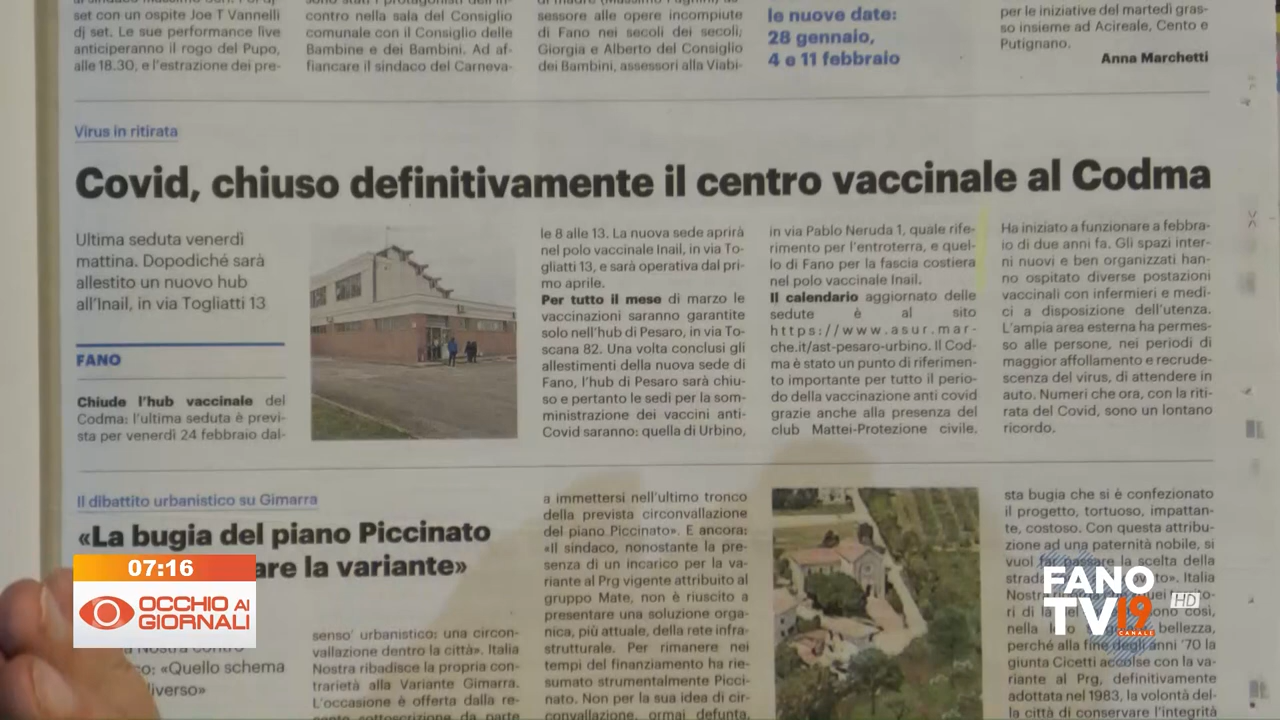 set con un ospite Joe T Vannelli
dj set. Le sue performance live
anticiperanno il rogo del Pupo,
alle 18.30, e l'estrazione dei pre-
contro nella sala del Consiglio
comunale con il Consiglio delle
Bambine e dei Bambini. Ad af-
fiancare il sindaco del Carneva-
sessore alle opere incompiute
di Fano nei secoli dei secoli;
Giorgia e Alberto del Consiglio
dei Bambini, assessori alla Viabi-
le nuove date:
28 gennaio,
4 e 11 febbraio
per le iniziative del martedì gras-
so insieme ad Acireale, Cento e
Putignano.
Anna Marchetti
Virus in ritirata
Covid, chiuso definitivamente il centro vaccinale al Codma
Ultima seduta venerdì
mattina. Dopodiché sarà
allestito un nuovo hub
all'Inail, in via Togliatti 13
FANO
Chiude l'hub vaccinale del
Codma: l'ultima seduta è previ-
sta per venerdì 24 febbraio dal-
le 8 alle 13. La nuova sede aprirà
nel polo vaccinale Inail, in via To-
gliatti 13, e sarà operativa dal pri-
mo aprile.
Per tutto il mese di marzo le
vaccinazioni saranno garantite
solo nell'hub di Pesaro, in via To-
scana 82. Una volta conclusi gli
allestimenti della nuova sede di
Fano, l'hub di Pesaro sarà chiu-
so e pertanto le sedi per la som-
ministrazione dei vaccini anti-
Covid saranno: quella di Urbino,
in via Pablo Neruda 1, quale rife-
rimento per l'entroterra, e quel-
lo di Fano per la fascia costiera
nel polo vaccinale Inail.
Il calendario aggiornato delle
sedute è al sito
https://www.asur.mar-
che.it/ast-pesaro-urbino. Il Cod-
ma è stato un punto di riferimen-
to importante per tutto il perio-
do della vaccinazione anti covid
grazie anche alla presenza del
club Mattei-Protezione civile.
Ha iniziato a funzionare a febbra-
io di due anni fa. Gli spazi inter-
ni nuovi e ben organizzati han-
no ospitato diverse postazioni
vaccinali con infermieri e medi-
ci a disposizione dell'utenza.
L'ampia area esterna ha permes-
so alle persone, nei periodi di
maggior affollamento e recrude-
scenza del virus, di attendere in
auto. Numeri che ora, con la riti-
rata del Covid, sono un lontano
ricordo.
Il dibattito urbanistico su Gimarra
«La bugia del piano Piccinato
are la variante»
co: «Quello schema
diverso»
senso' urbanistico: una circon-
vallazione dentro la città». Italia
Nostra ribadisce la propria con-
trarietà alla Variante Gimarra.
L'occasione è offerta dalla re-
cente sottoscrizione da parte
a immettersi nell'ultimo tronco
della prevista circonvallazione
del piano Piccinato». E ancora:
«Il sindaco, nonostante la pre-
senza di un incarico per la va-
riante al Prg vigente attribuito al
gruppo Mate, non è riuscito a
presentare una soluzione orga-
nica, più attuale, della rete infra-
strutturale. Per rimanere nei
tempi del finanziamento ha rie-
sumato strumentalmente Picci-
nato. Non per la sua idea di cir-
convallazione, ormai defunta,
sta bugia che si è confezionato
il progetto, tortuoso, impattan-
te, costoso. Con questa attribu-
zione ad una paternità nobile, si
vuol far passare la scelta della
Italia
bellezza,
perché alla fine degli anni '70 la
giunta Cicetti accolse con la va-
riante al Prg, definitivamente
adottata nel 1983, la volontà del-
la città di conservare l'integrità
07:16
OCCHIO AI
GIORNALI
FANO
TV19
CANALE
HD